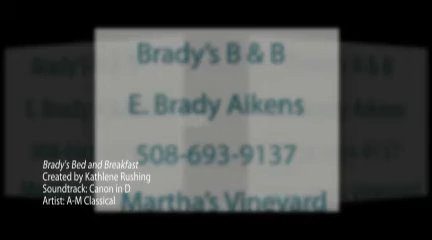 Brady's B & B
E. Brady Aikens
508-693-9137
Martha's Vineyard
Brady's Bed and Breakfast
Created by Kathlene Rushing
Soundtrack: Canon in D
Artist: A-M Classical